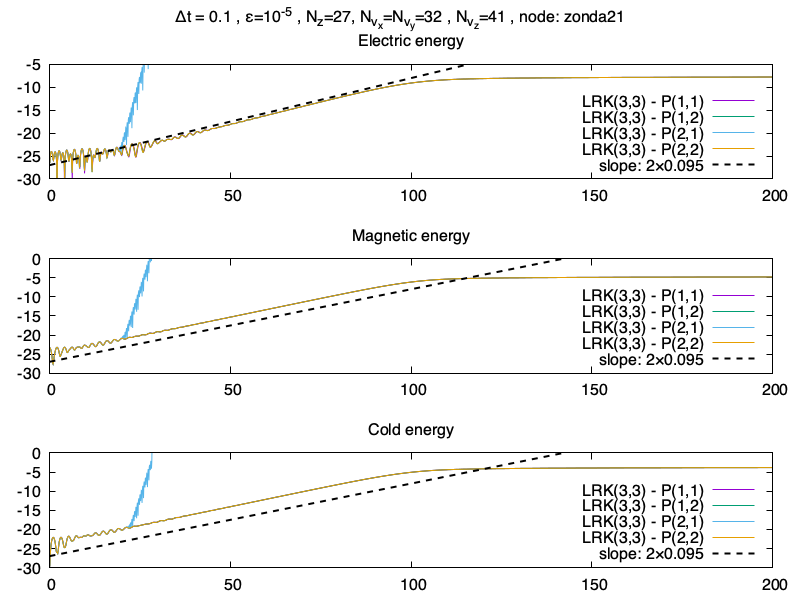 Δt = 0.1 , ε=10^-5 , N_z=27, N_v_x=N_v_y=32 , N_v_z=41 , node: zonda21
Electric energy
-5
-10
-15
-20
-25
-30
LRK(3,3) - P(1,1)
LRK(3,3) - P(1,2)
LRK(3,3) - P(2,1)
LRK(3,3) - P(2,2)
slope: 2×0.095
0 50 100 150 200
Magnetic energy
0
-5
-10
-15
-20
-25
-30
LRK(3,3) - P(1,1)
LRK(3,3) - P(1,2)
LRK(3,3) - P(2,1)
LRK(3,3) - P(2,2)
slope: 2×0.095
0 50 100 150 200
Cold energy
0
-5
-10
-15
-20
-25
-30
LRK(3,3) - P(1,1)
LRK(3,3) - P(1,2)
LRK(3,3) - P(2,1)
LRK(3,3) - P(2,2)
slope: 2×0.095
0 50 100 150 200